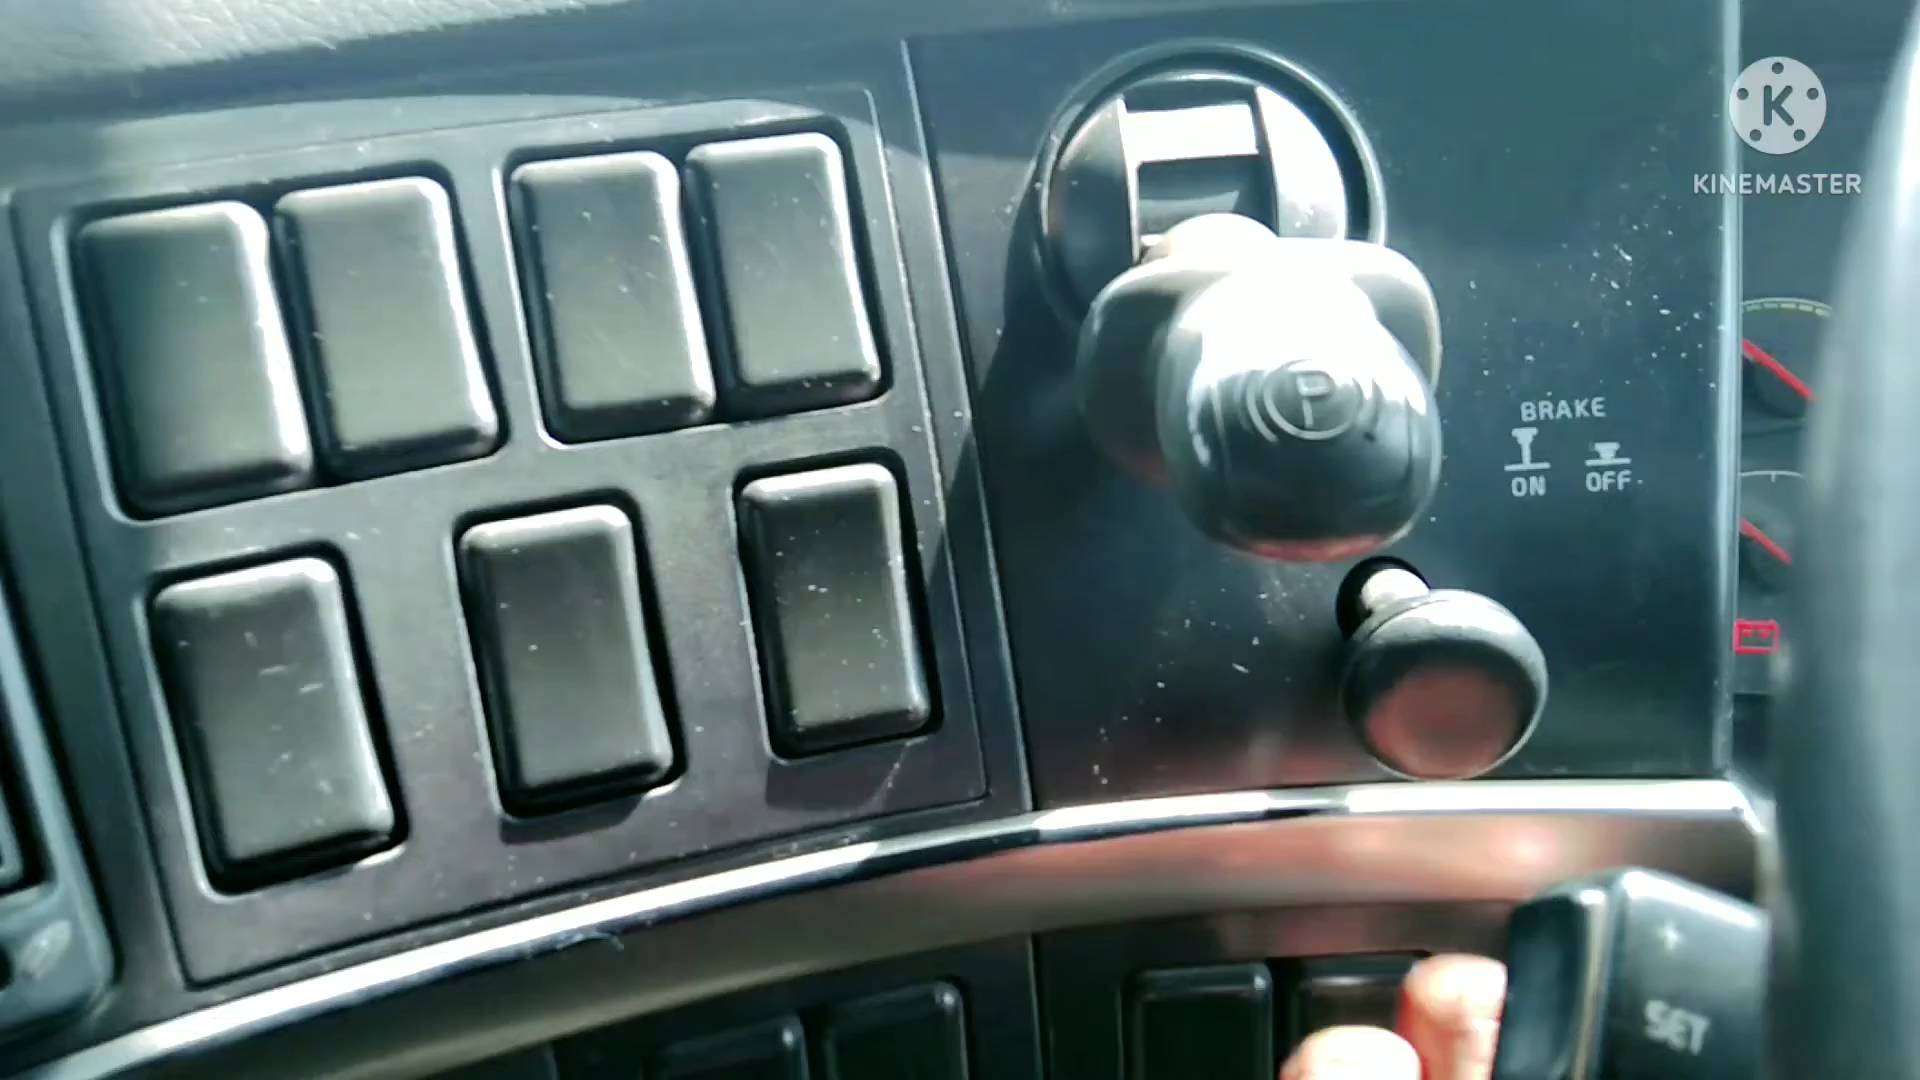 K
KINEMASTER
P
BRAKE
ON OFF
+
SET